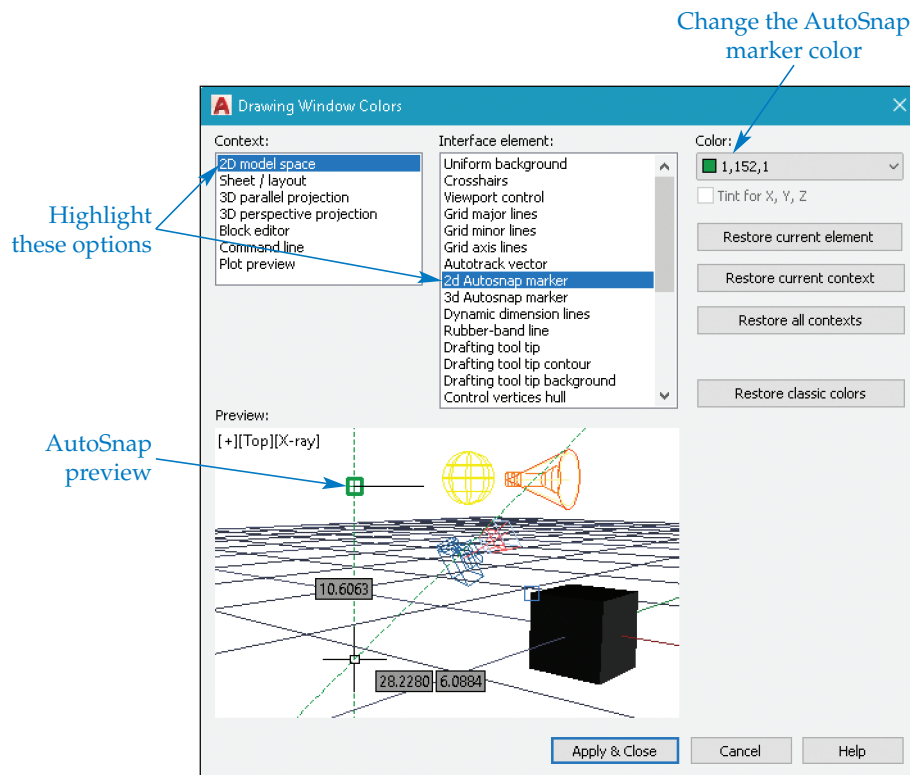 Change the AutoSnap
marker color
Drawing Window Colors
Context:
2D model space
Sheet / layout
3D parallel projection
3D perspective projection
Block editor
Command line
Plot preview
Interface element:
Uniform background
Crosshairs
Viewport control
Grid major lines
Grid minor lines
Grid axis lines
Autotrack vector
2d Autosnap marker
3d Autosnap marker
Dynamic dimension lines
Rubber-band line
Drafting tool tip
Drafting tool tip contour
Drafting tool tip background
Control vertices hull
Color:
1,152,1
Tint for X, Y, Z
Restore current element
Restore current context
Restore all contexts
Restore classic colors
Highlight
these options
Preview:
[+][Top][X-ray]
AutoSnap
preview
10.6063
28.2280 6.0884
Apply & Close
Cancel
Help